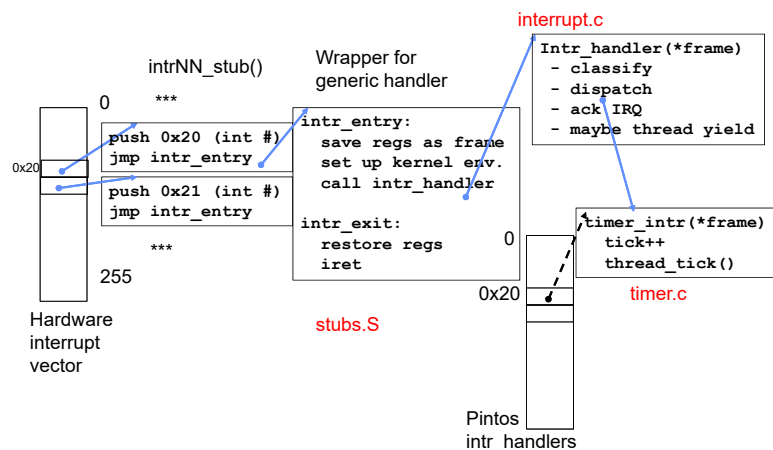 interrupt.c
Intr_handler(*frame)
- classify
- dispatch
- ack IRQ
- maybe thread yield
intrNN_stub()
Wrapper for
generic handler
0
***
0x20
push 0x20 (int #)
jmp intr_entry
push 0x21 (int #)
jmp intr_entry
***
255
Hardware
interrupt
vector
intr_entry:
save regs as frame
set up kernel env.
call intr_handler
intr_exit:
restore regs
iret
stubs.S
0
0x20
timer_intr(*frame)
tick++
thread_tick()
timer.c
Pintos
intr_handlers